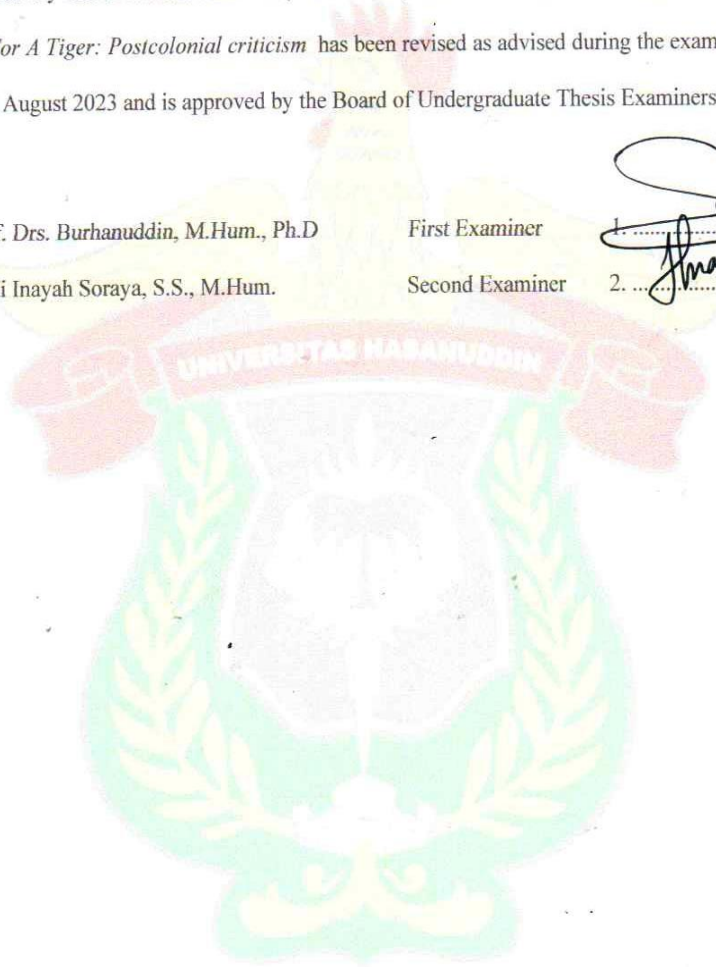 or A Tiger: Postcolonial criticism has been revised as advised during the exam
August 2023 and is approved by the Board of Undergraduate Thesis Examiners
. Drs. Burhanuddin, M.Hum., Ph.D First Examiner 1. ..............
i Inayah Soraya, S.S., M.Hum. Second Examiner 2. ..............
UNIVERSITAS HASANUDDIN